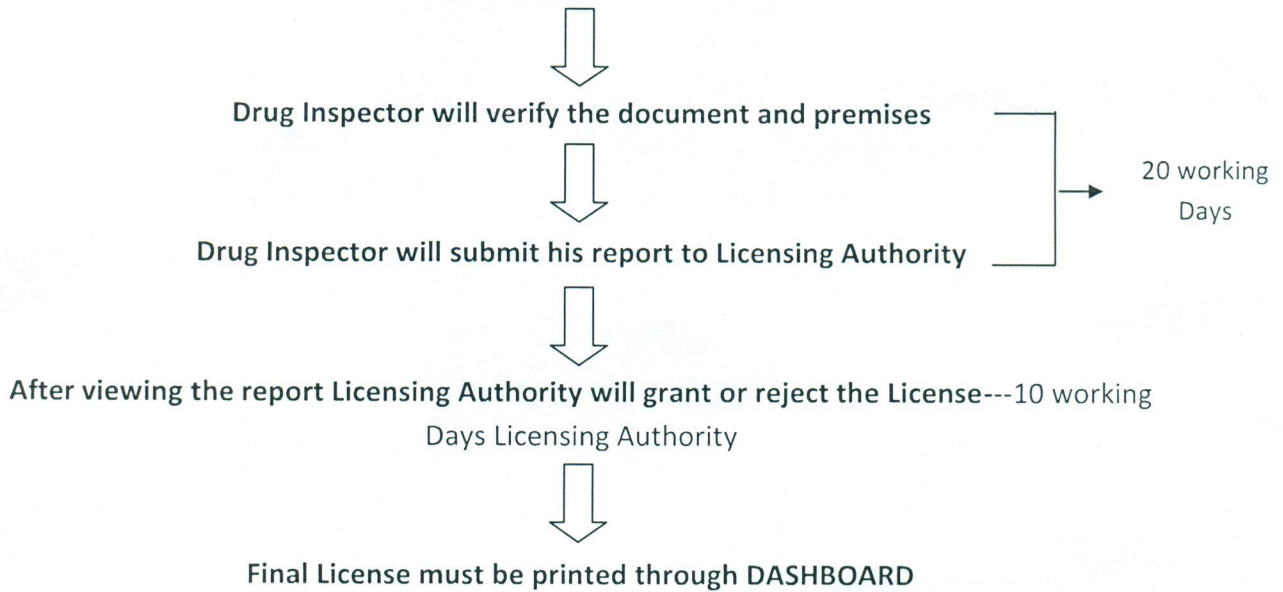 Drug Inspector will verify the document and premises
20 working
Days
Drug Inspector will submit his report to Licensing Authority
After viewing the report Licensing Authority will grant or reject the License---10 working
Days Licensing Authority
Final License must be printed through DASHBOARD